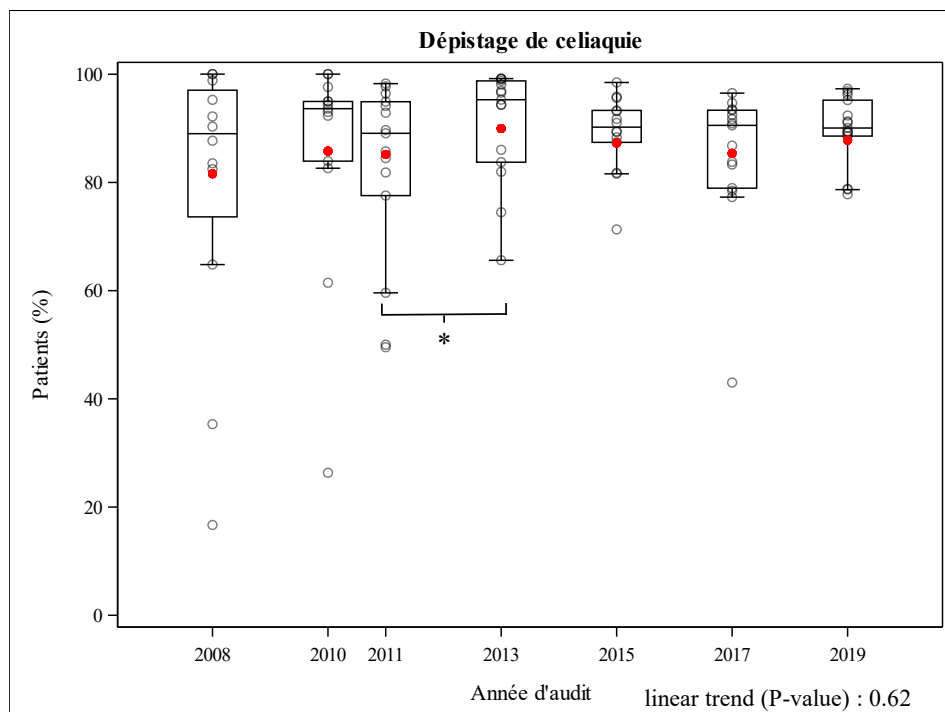 Dépistage de celiaquie
100
80
60
40
20
0
Patients (%)
*
2008 2010 2011 2013 2015 2017 2019
Année d'audit
linear trend (P-value) : 0.62